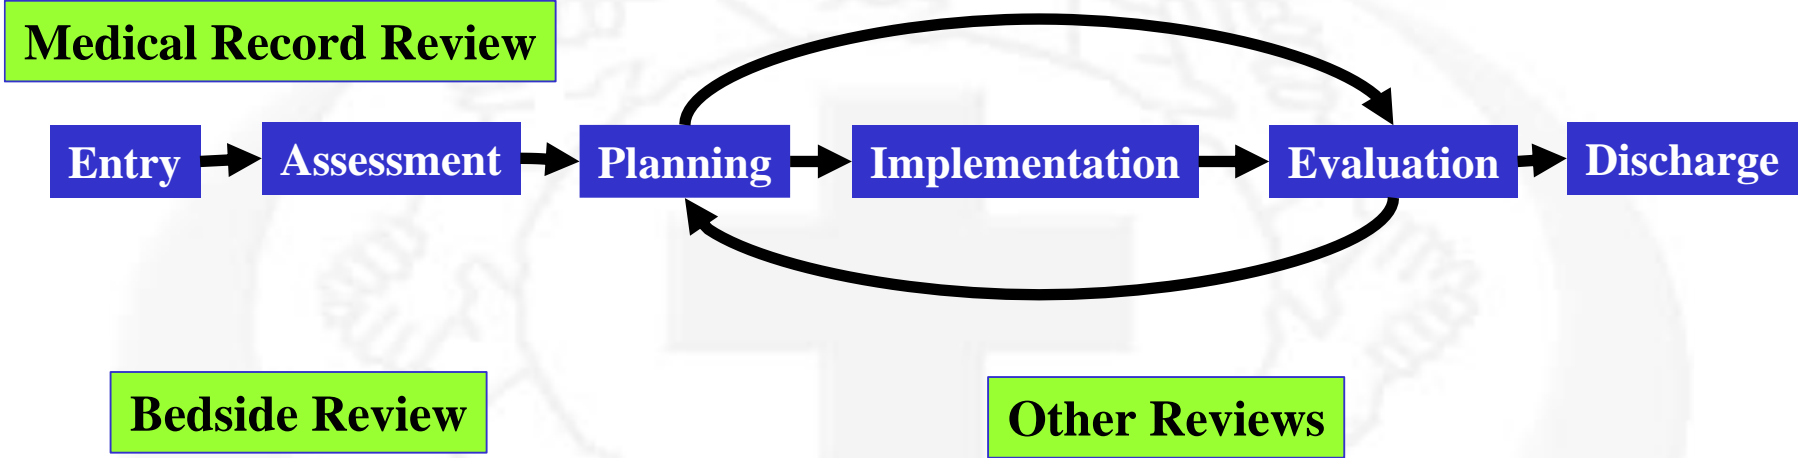 Medical Record Review
Entry
Assessment
Planning
Implementation
Evaluation
Discharge
Bedside Review
Other Reviews